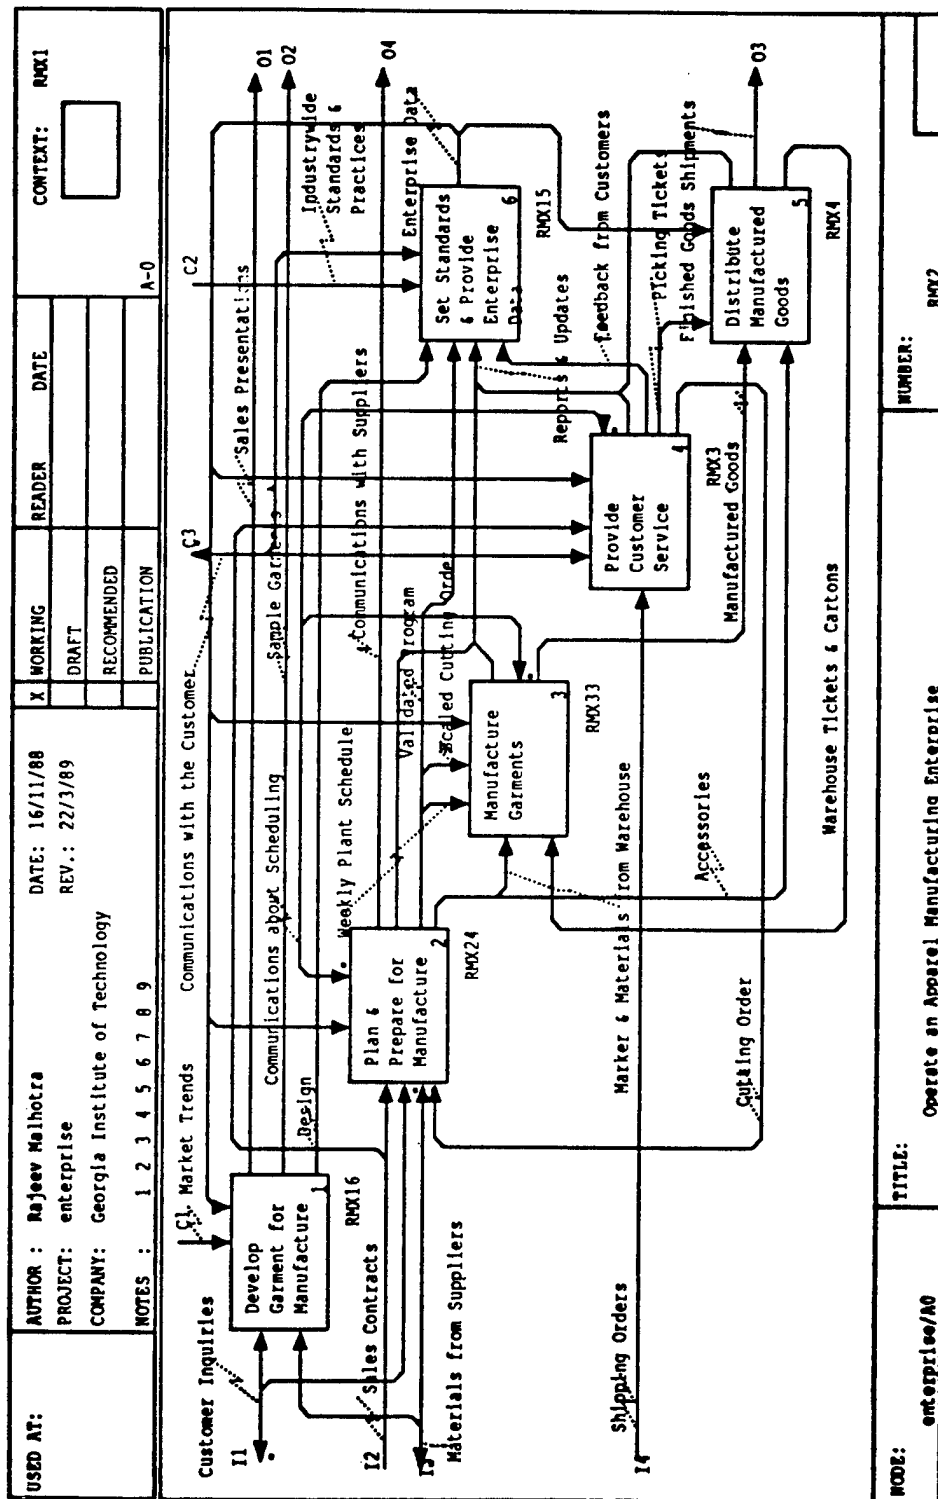 USED AT:
AUTHOR : Rajeev Malhotra
PROJECT: enterprise
COMPANY: Georgia Institute of Technology
NOTES : 1 2 3 4 5 6 7 8 9
DATE: 16/11/88
REV.: 22/3/89
X WORKING
DRAFT
RECOMMENDED
PUBLICATION
READER DATE
CONTEXT: RMX1
A-0
C1 Market Trends
C3
C2
Communications with the Customer
Customer Inquiries
I1
I2
Sales Contracts
I3
Materials from Suppliers
Shipping Orders
I4
Develop
Garment for
Manufacture
1
RMX16
Communications about Scheduling
Design
Sales Presentations
Sample Garments
O1
O2
O4
Industrywide
Standards &
Practices
Communications with Suppliers
Plan &
Prepare for
Manufacture
2
RMX24
Weekly Plant Schedule
Validated Program
Scaled Cutting Order
Manufacture
Garments
3
RMX33
Marker & Materials from Warehouse
Accessories
Cutting Order
Provide
Customer
Service
4
RMX3
Manufactured Goods
Warehouse Tickets & Cartons
Set Standards
& Provide
Enterprise
Data
6
RMX15
Enterprise Data
Reports & Updates
Feedback from Customers
Picking Tickets
Finished Goods Shipments
O3
Distribute
Manufactured
Goods
5
RMX4
NODE: enterprise/A0
TITLE: Operate an Apparel Manufacturing Enterprise
NUMBER: RMX2